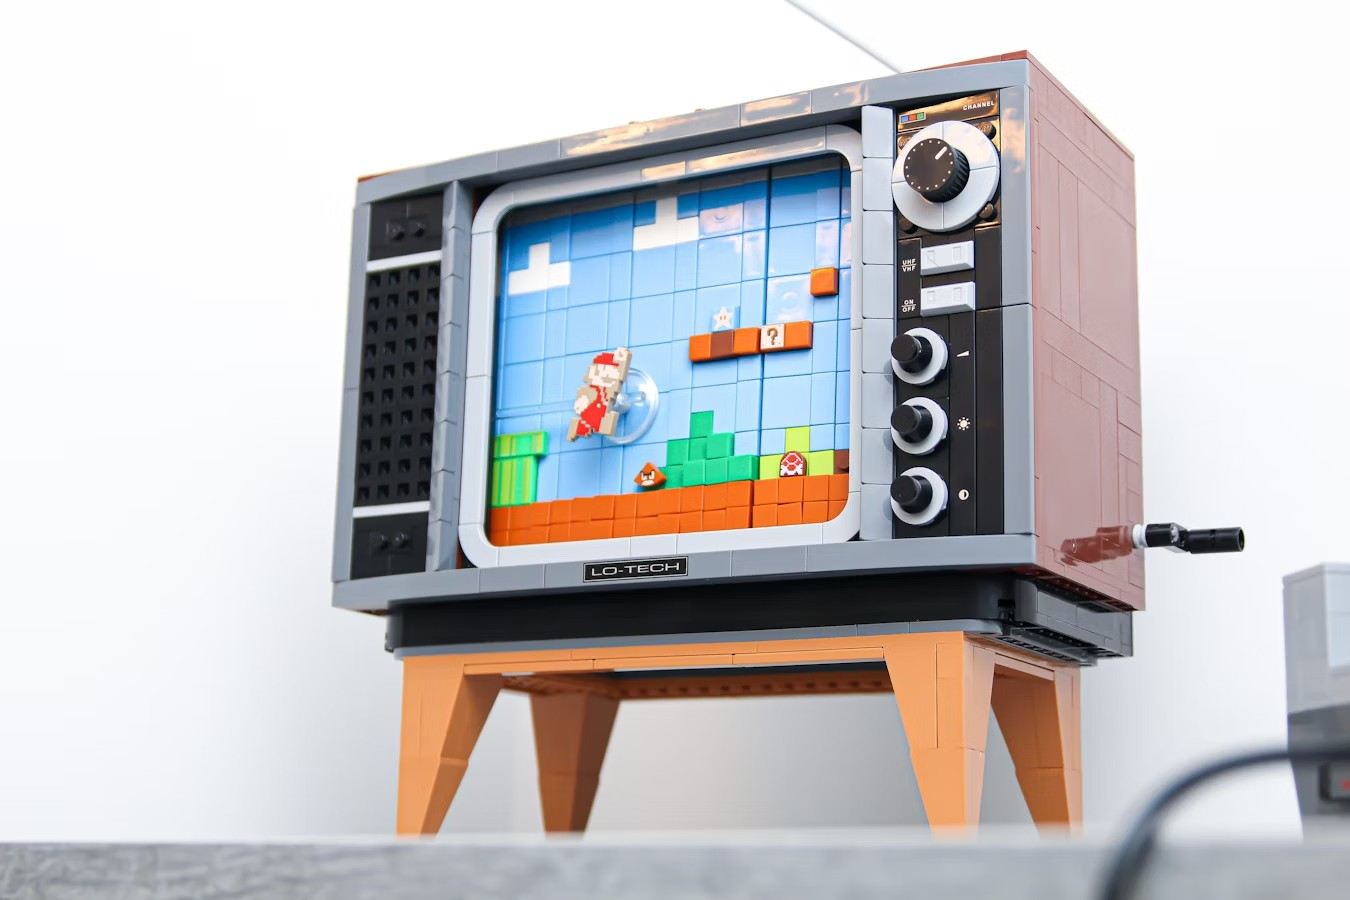 CHANNEL
UHF
VHF
ON
OFF
?
LO-TECH